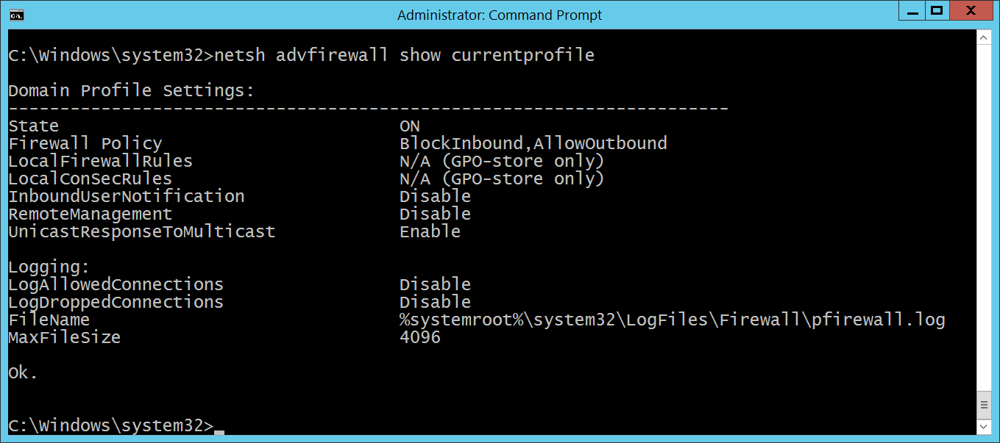 Administrator: Command Prompt
C:\Windows\system32>netsh advfirewall show currentprofile
Domain Profile Settings:
----------------------------------------------------------------------
State ON
Firewall Policy BlockInbound,AllowOutbound
LocalFirewallRules N/A (GPO-store only)
LocalConSecRules N/A (GPO-store only)
InboundUserNotification Disable
RemoteManagement Disable
UnicastResponseToMulticast Enable
Logging:
LogAllowedConnections Disable
LogDroppedConnections Disable
FileName %systemroot%\system32\LogFiles\Firewall\pfirewall.log
MaxFileSize 4096
Ok.
C:\Windows\system32>